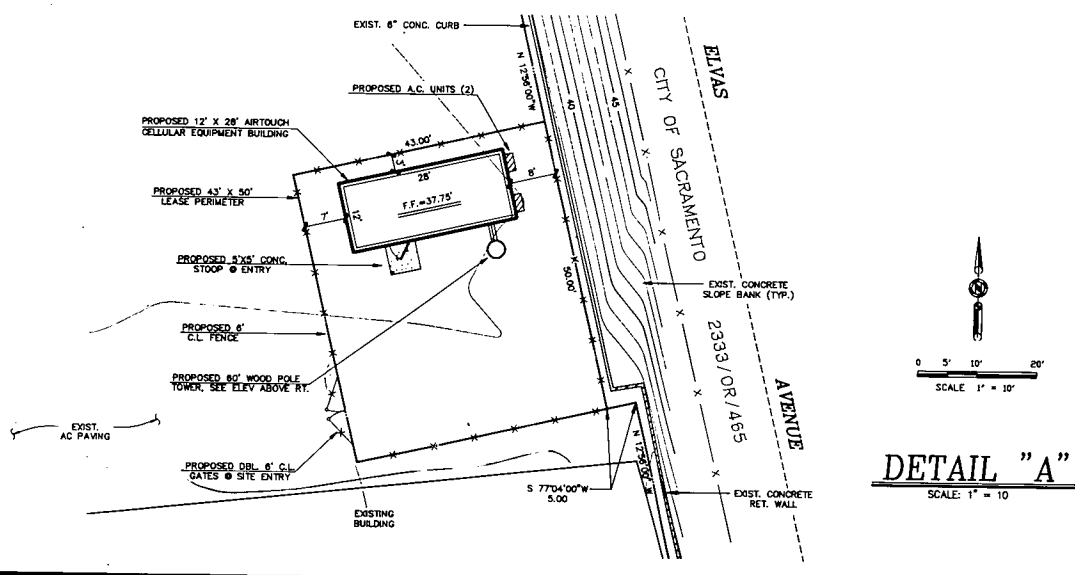 EXIST. 6" CONC. CURB
N 12°56'00"W
ELVAS
PROPOSED A.C. UNITS (2)
40
45
CITY OF SACRAMENTO
PROPOSED 12' X 28' AIRTOUCH
CELLULAR EQUIPMENT BUILDING
43.00'
5'
28'
8'
PROPOSED 43' X 50'
LEASE PERIMETER
F.F.=37.75'
7'
12'
PROPOSED 5'X5' CONC.
STOOP @ ENTRY
50.00'
EXIST. CONCRETE
SLOPE BANK (TYP.)
PROPOSED 6'
C.L. FENCE
2333/OR/465
N
0 5' 10' 20'
SCALE 1" = 10'
PROPOSED 60' WOOD POLE
TOWER, SEE ELEV ABOVE RT.
AVENUE
EXIST.
AC PAVING
PROPOSED DBL 6' C.L.
GATES @ SITE ENTRY
N 12°56'00" W
S 77°04'00"W
5.00
EXIST. CONCRETE
RET. WALL
EXISTING
BUILDING
DETAIL "A"
SCALE: 1" = 10